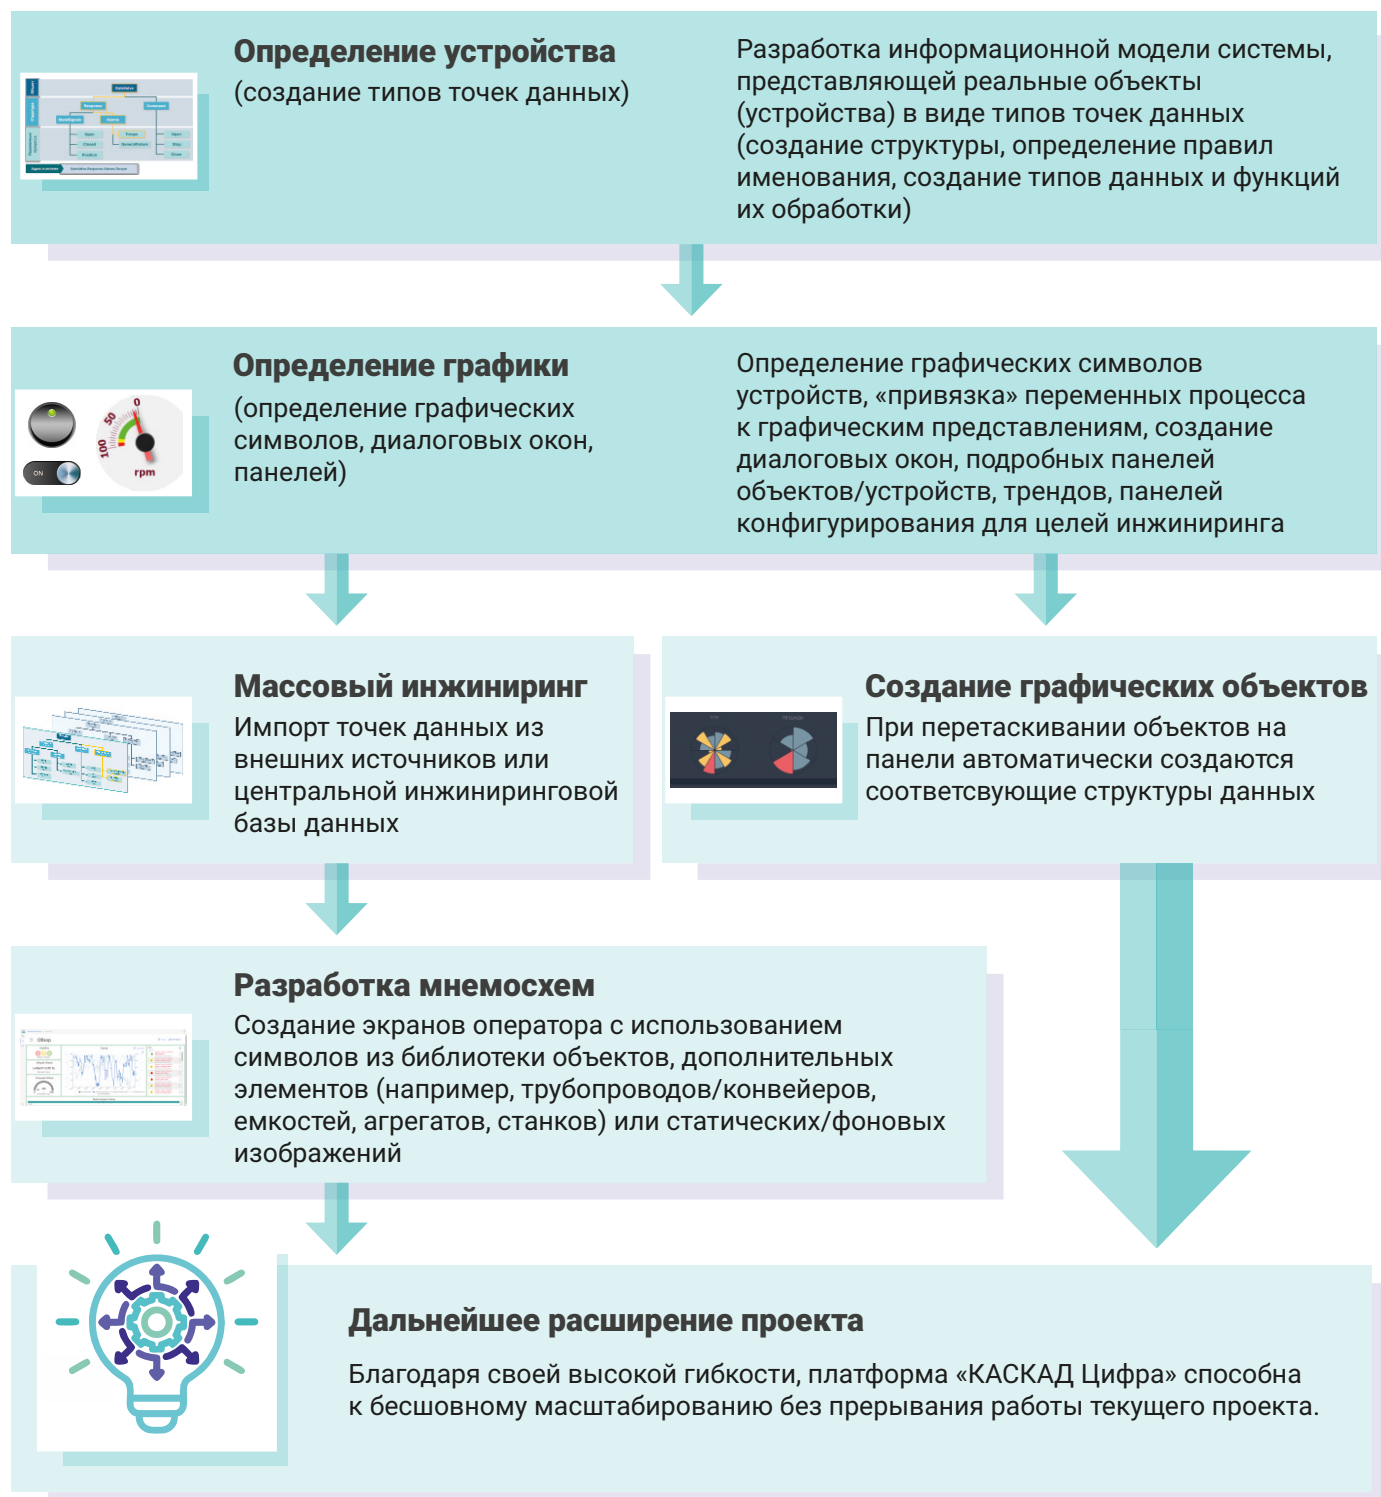 Определение устройства
(создание типов точек данных)
Разработка информационной модели системы,
представляющей реальные объекты
(устройства) в виде типов точек данных
(создание структуры, определение правил
именования, создание типов данных и функций
их обработки)
Определение графики
(определение графических
символов, диалоговых окон,
панелей)
0
50
100
rpm
ON
Определение графических символов
устройств, «привязка» переменных процесса
к графическим представлениям, создание
диалоговых окон, подробных панелей
объектов/устройств, трендов, панелей
конфигурирования для целей инжиниринга
Массовый инжиниринг
Импорт точек данных из
внешних источников или
центральной инжиниринговой
базы данных
Создание графических объектов
При перетаскивании объектов на
панели автоматически создаются
соответсвующие структуры данных
Разработка мнемосхем
Создание экранов оператора с использованием
символов из библиотеки объектов, дополнительных
элементов (например, трубопроводов/конвейеров,
емкостей, агрегатов, станков) или статических/фоновых
изображений
Обзор
Дальнейшее расширение проекта
Благодаря своей высокой гибкости, платформа «КАСКАД Цифра» способна
к бесшовному масштабированию без прерывания работы текущего проекта.